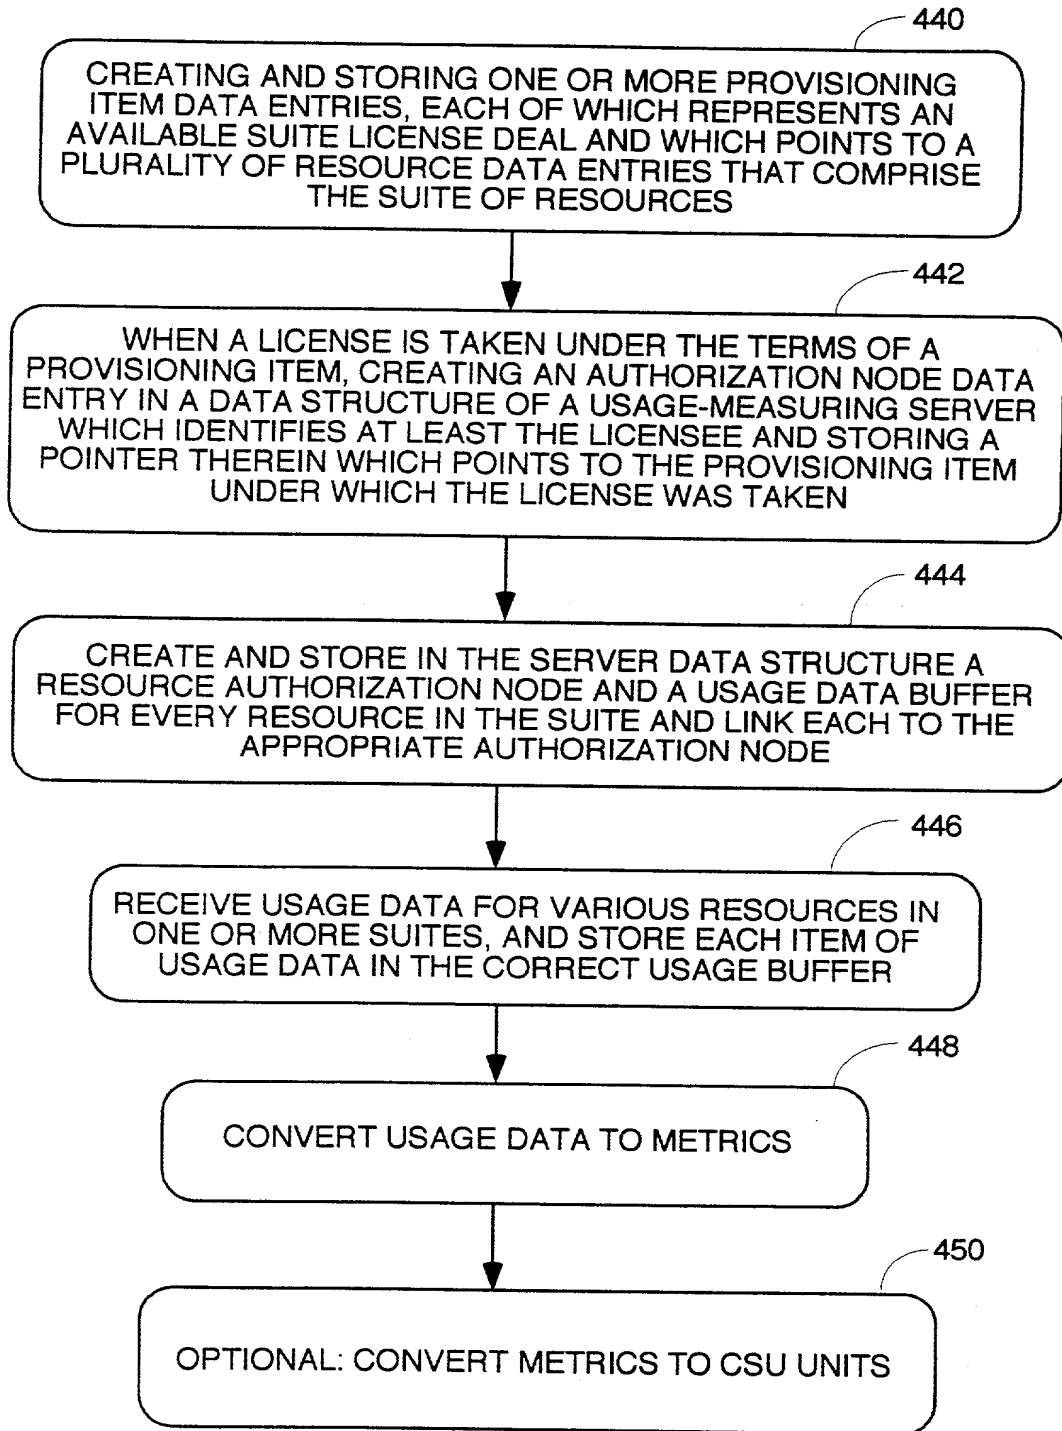 440
CREATING AND STORING ONE OR MORE PROVISIONING
ITEM DATA ENTRIES, EACH OF WHICH REPRESENTS AN
AVAILABLE SUITE LICENSE DEAL AND WHICH POINTS TO A
PLURALITY OF RESOURCE DATA ENTRIES THAT COMPRISE
THE SUITE OF RESOURCES
442
WHEN A LICENSE IS TAKEN UNDER THE TERMS OF A
PROVISIONING ITEM, CREATING AN AUTHORIZATION NODE DATA
ENTRY IN A DATA STRUCTURE OF A USAGE-MEASURING SERVER
WHICH IDENTIFIES AT LEAST THE LICENSEE AND STORING A
POINTER THEREIN WHICH POINTS TO THE PROVISIONING ITEM
UNDER WHICH THE LICENSE WAS TAKEN
444
CREATE AND STORE IN THE SERVER DATA STRUCTURE A
RESOURCE AUTHORIZATION NODE AND A USAGE DATA BUFFER
FOR EVERY RESOURCE IN THE SUITE AND LINK EACH TO THE
APPROPRIATE AUTHORIZATION NODE
446
RECEIVE USAGE DATA FOR VARIOUS RESOURCES IN
ONE OR MORE SUITES, AND STORE EACH ITEM OF
USAGE DATA IN THE CORRECT USAGE BUFFER
448
CONVERT USAGE DATA TO METRICS
450
OPTIONAL: CONVERT METRICS TO CSU UNITS